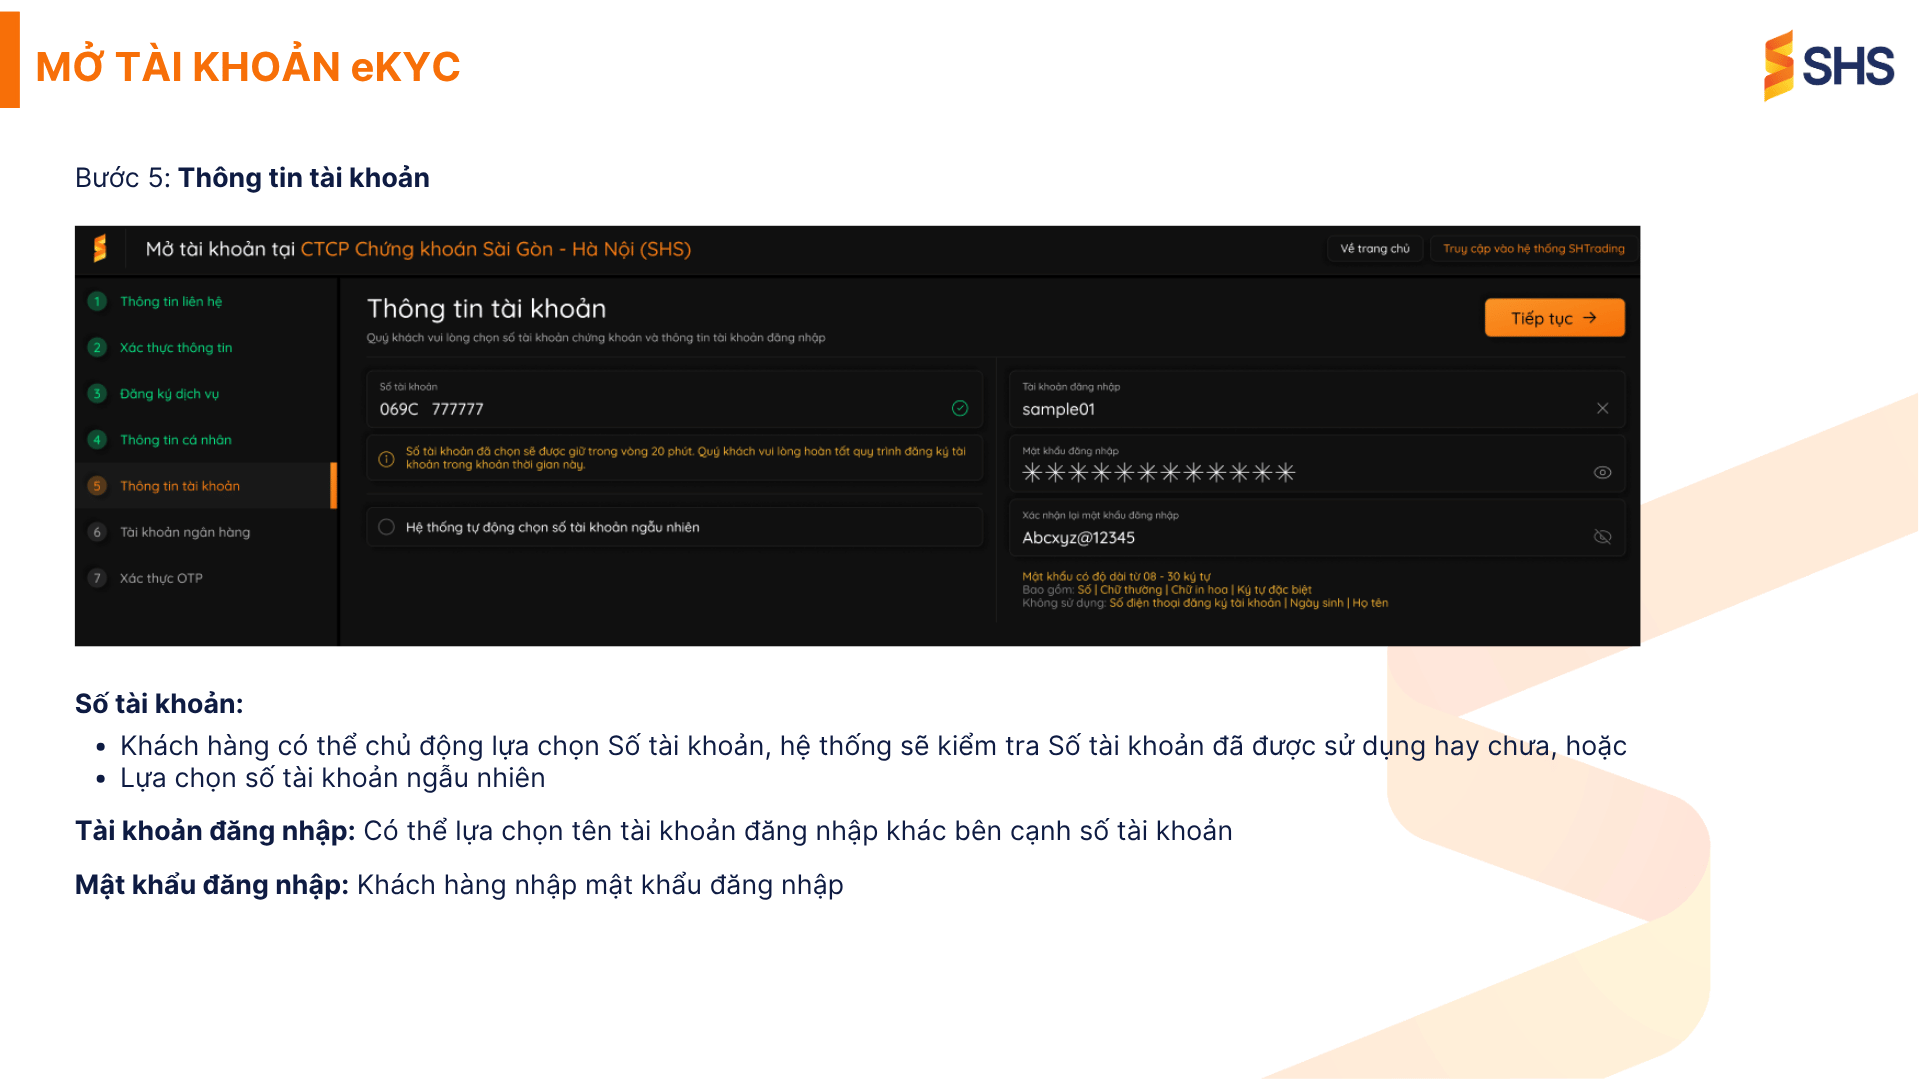 MỞ TÀI KHOẢN eKYC
SHS
Bước 5: Thông tin tài khoản
Mở tài khoản tại CTCP Chứng khoán Sài Gòn - Hà Nội (SHS)
Về trang chủ
Truy cập vào hệ thống SHTrading
1 Thông tin liên hệ
2 Xác thực thông tin
3 Đăng ký dịch vụ
4 Thông tin cá nhân
5 Thông tin tài khoản
6 Tài khoản ngân hàng
7 Xác thực OTP
Thông tin tài khoản
Quý khách vui lòng chọn số tài khoản chứng khoán và thông tin tài khoản đăng nhập
Tiếp tục →
Số tài khoản
069C 777777
Số tài khoản đã chọn sẽ được giữ trong vòng 20 phút. Quý khách vui lòng hoàn tất quy trình đăng ký tài
khoản trong khoản thời gian này.
Hệ thống tự động chọn số tài khoản ngẫu nhiên
Tài khoản đăng nhập
sample01
Mật khẩu đăng nhập
************
Xác nhận lại mật khẩu đăng nhập
Abcxyz@12345
Mật khẩu có độ dài từ 08 - 30 ký tự
Bao gồm: Số | Chữ thường | Chữ in hoa | Ký tự đặc biệt
Không sử dụng: Số điện thoại đăng ký tài khoản | Ngày sinh | Họ tên
Số tài khoản:
• Khách hàng có thể chủ động lựa chọn Số tài khoản, hệ thống sẽ kiểm tra Số tài khoản đã được sử dụng hay chưa, hoặc
• Lựa chọn số tài khoản ngẫu nhiên
Tài khoản đăng nhập: Có thể lựa chọn tên tài khoản đăng nhập khác bên cạnh số tài khoản
Mật khẩu đăng nhập: Khách hàng nhập mật khẩu đăng nhập